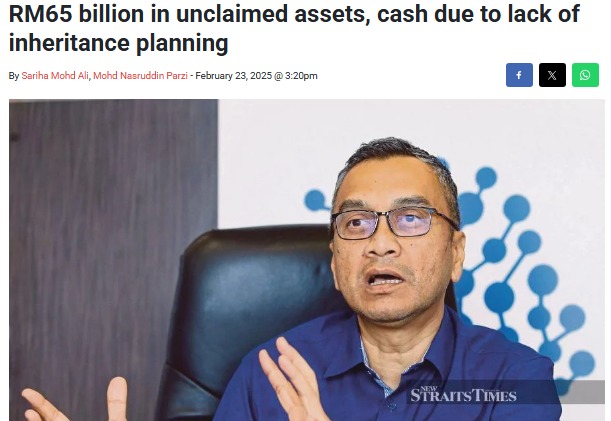 RM65 billion in unclaimed assets, cash due to lack of
inheritance planning
By Sariha Mohd Ali, Mohd Nasruddin Parzi - February 23, 2025 @ 3:20pm
NEW
STRAITS TIMES